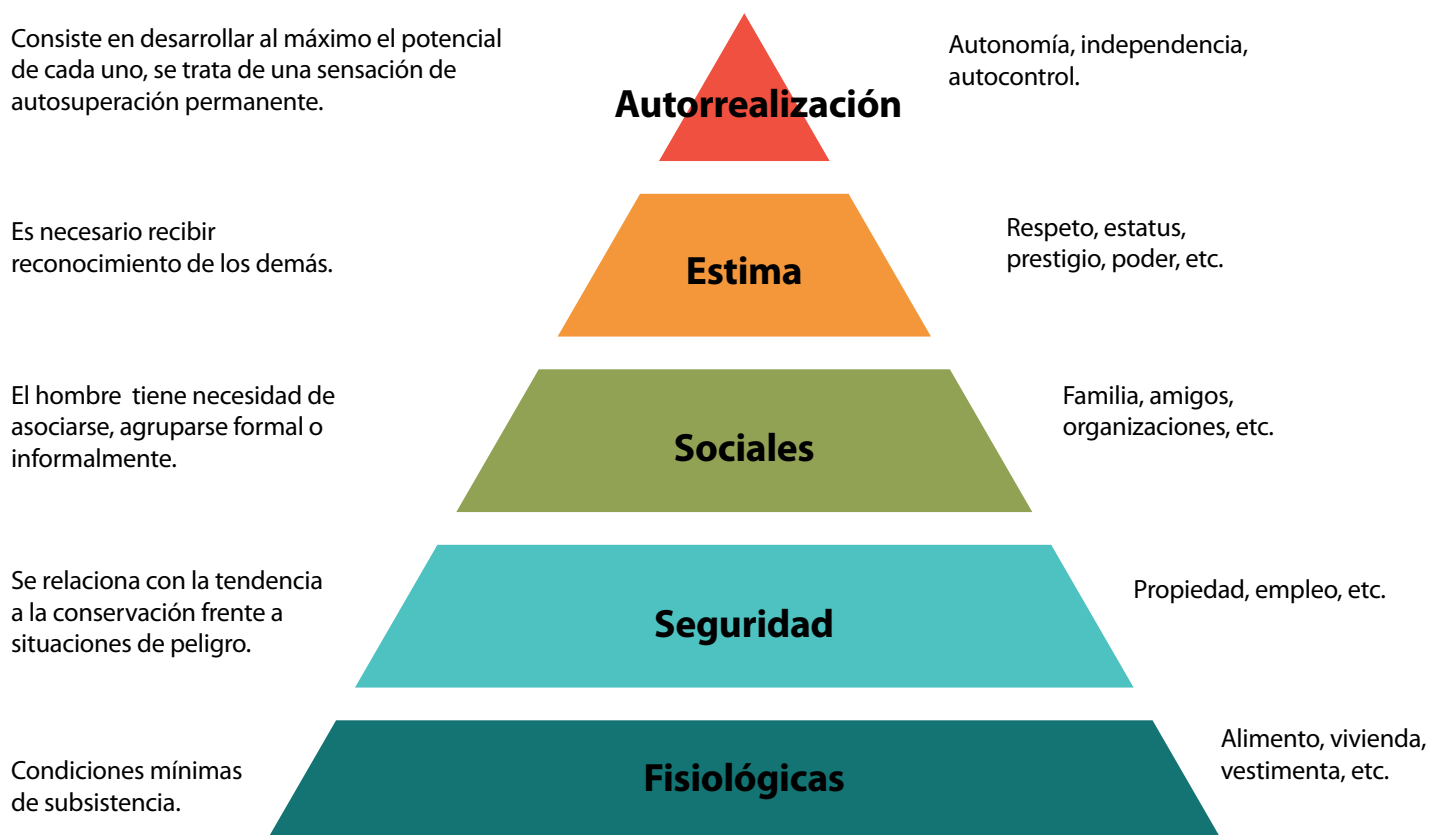 Consiste en desarrollar al máximo el potencial
de cada uno, se trata de una sensación de
autosuperación permanente.
Autorrealización
Autonomía, independencia,
autocontrol.
Es necesario recibir
reconocimiento de los demás.
Estima
Respeto, estatus,
prestigio, poder, etc.
El hombre  tiene necesidad de
asociarse, agruparse formal o
informalmente.
Sociales
Familia, amigos,
organizaciones, etc.
Se relaciona con la tendencia
a la conservación frente a
situaciones de peligro.
Seguridad
Propiedad, empleo, etc.
Condiciones mínimas
de subsistencia.
Fisiológicas
Alimento, vivienda,
vestimenta, etc.